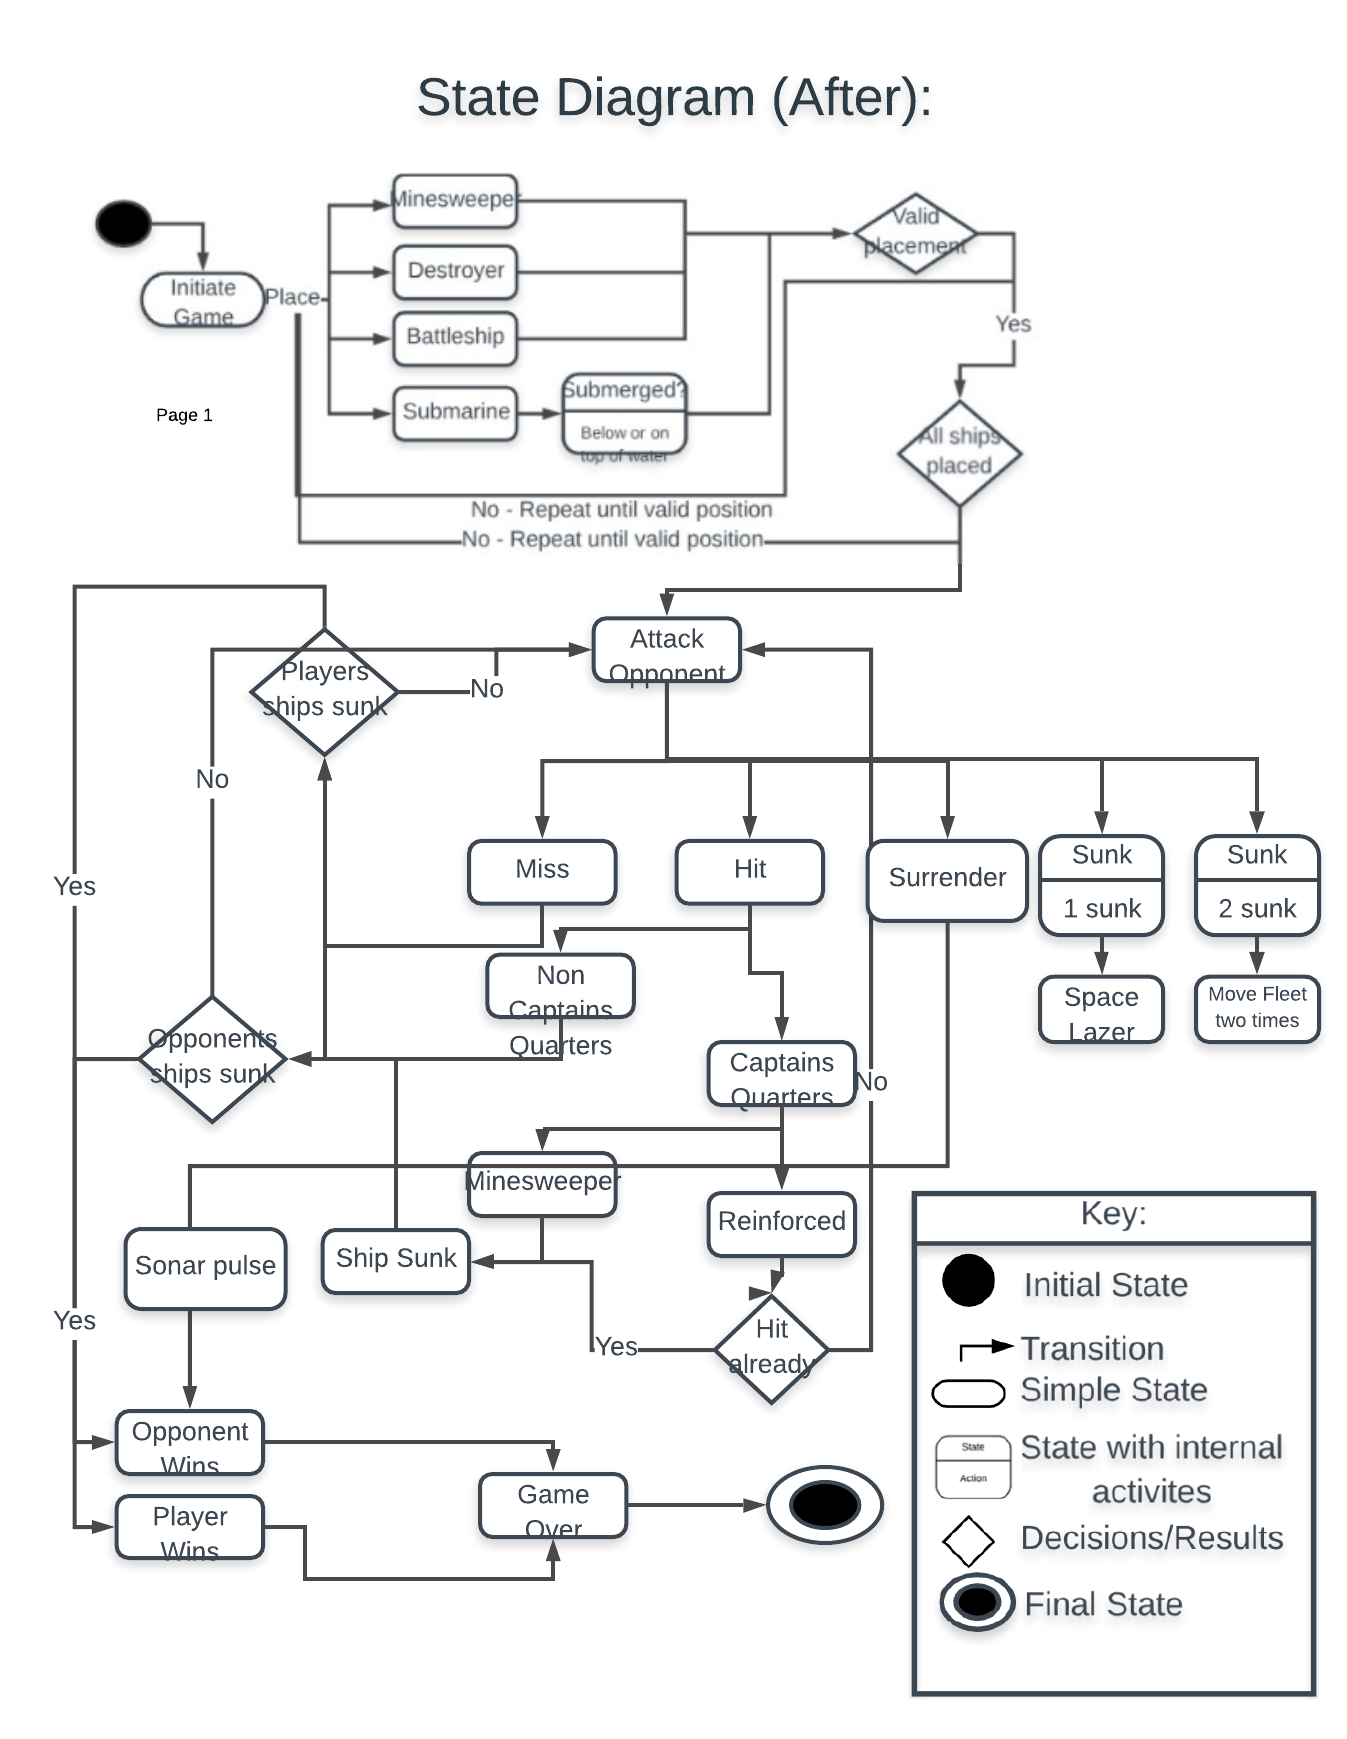 State Diagram (After):
Minesweeper
Valid
placement
Destroyer
Initiate
Game
Place
Yes
Battleship
Submerged?
Submarine
Below or on
top of water
Page 1
All ships
placed
No - Repeat until valid position
No - Repeat until valid position
Attack
Opponent
Players
ships sunk
No
No
Yes
Miss
Hit
Surrender
Sunk
1 sunk
Sunk
2 sunk
Non
Captains
Quarters
Space
Lazer
Move Fleet
two times
Opponents
ships sunk
Captains
Quarters
No
Minesweeper
Reinforced
Sonar pulse
Ship Sunk
Yes
Hit
already
Yes
Opponent
Wins
Game
Over
Player
Wins
Key:
Initial State
Transition
Simple State
State
Action
State with internal
activites
Decisions/Results
Final State